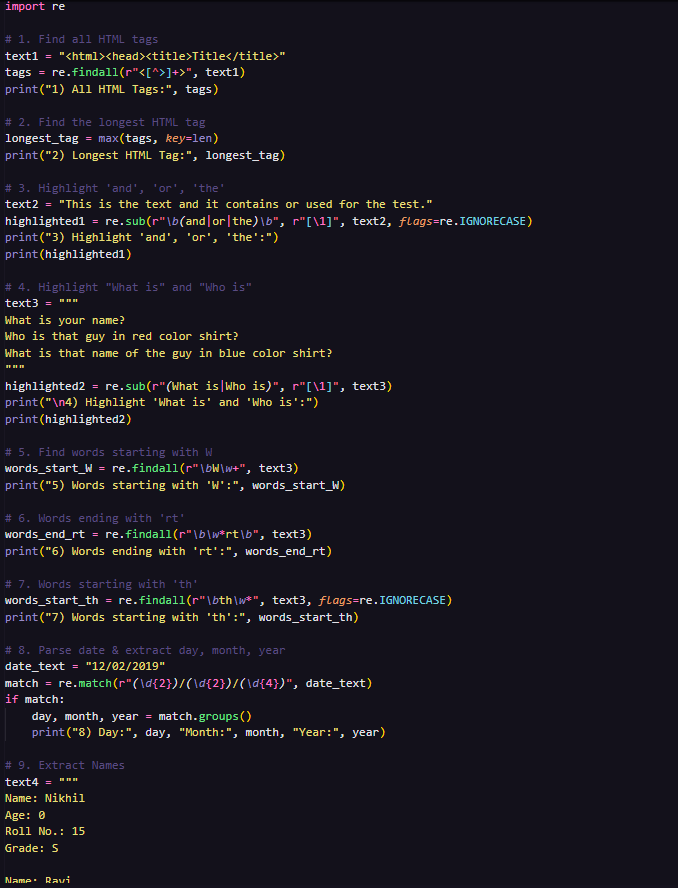 import re
# 1. Find all HTML tags
text1 = "<html><head><title>Title</title>"
tags = re.findall(r"<[^>]+>", text1)
print("1) All HTML Tags:", tags)
# 2. Find the longest HTML tag
longest_tag = max(tags, key=len)
print("2) Longest HTML Tag:", longest_tag)
# 3. Highlight 'and', 'or', 'the'
text2 = "This is the text and it contains or used for the test."
highlighted1 = re.sub(r"\b(and|or|the)\b", r"[\1]", text2, flags=re.IGNORECASE)
print("3) Highlight 'and', 'or', 'the':")
print(highlighted1)
# 4. Highlight "What is" and "Who is"
text3 = """
What is your name?
Who is that guy in red color shirt?
What is that name of the guy in blue color shirt?
"""
highlighted2 = re.sub(r"(What is|Who is)", r"[\1]", text3)
print("\n4) Highlight 'What is' and 'Who is':")
print(highlighted2)
# 5. Find words starting with W
words_start_W = re.findall(r"\bW\w+", text3)
print("5) Words starting with 'W':", words_start_W)
# 6. Words ending with 'rt'
words_end_rt = re.findall(r"\b\w*rt\b", text3)
print("6) Words ending with 'rt':", words_end_rt)
# 7. Words starting with 'th'
words_start_th = re.findall(r"\bth\w*", text3, flags=re.IGNORECASE)
print("7) Words starting with 'th':", words_start_th)
# 8. Parse date & extract day, month, year
date_text = "12/02/2019"
match = re.match(r"(\d{2})/(\d{2})/(\d{4})", date_text)
if match:
    day, month, year = match.groups()
    print("8) Day:", day, "Month:", month, "Year:", year)
# 9. Extract Names
text4 = """
Name: Nikhil
Age: 0
Roll No.: 15
Grade: S
Name: Ravi